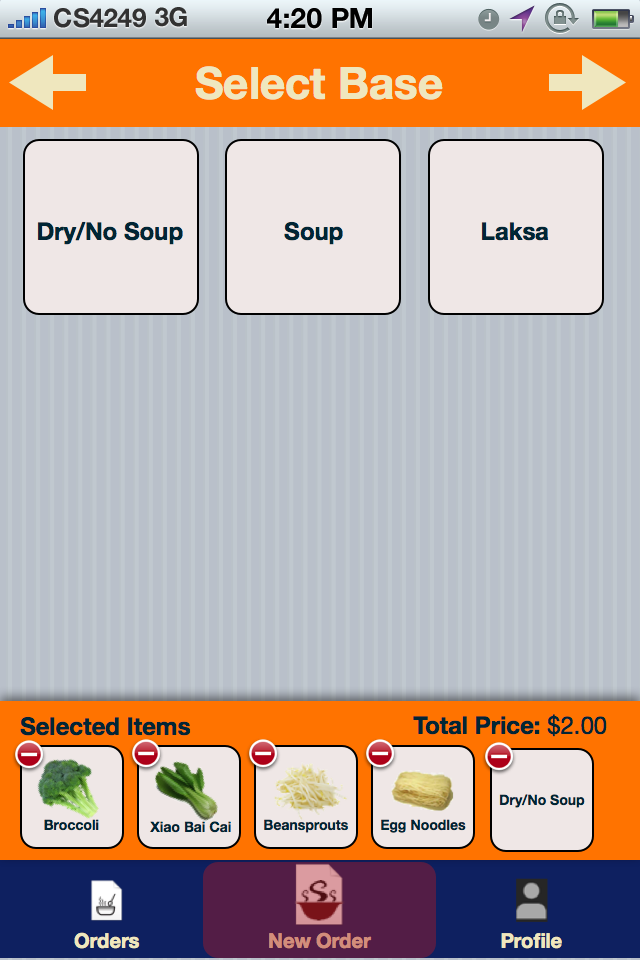 CS4249 3G 4:20 PM
Select Base
Dry/No Soup Soup Laksa
Selected Items Total Price: $2.00
Broccoli Xiao Bai Cai Beansprouts Egg Noodles Dry/No Soup
Orders New Order Profile